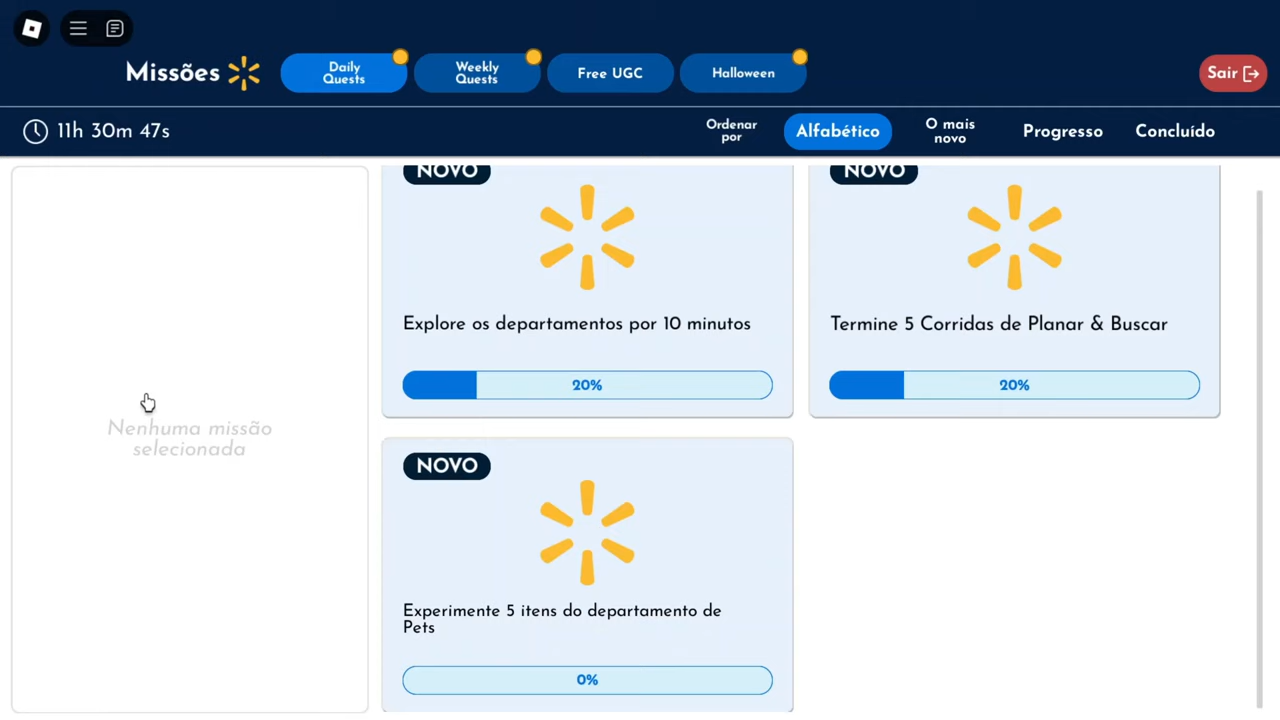 Missões
Daily
Quests
Weekly
Quests
Free UGC
Halloween
Sair
11h 30m 47s
Ordenar
por
Alfabético
O mais
novo
Progresso
Concluído
Nenhuma missão
selecionada
NOVO
Explore os departamentos por 10 minutos
20%
NOVO
Termine 5 Corridas de Planar & Buscar
20%
NOVO
Experimente 5 itens do departamento de
Pets
0%